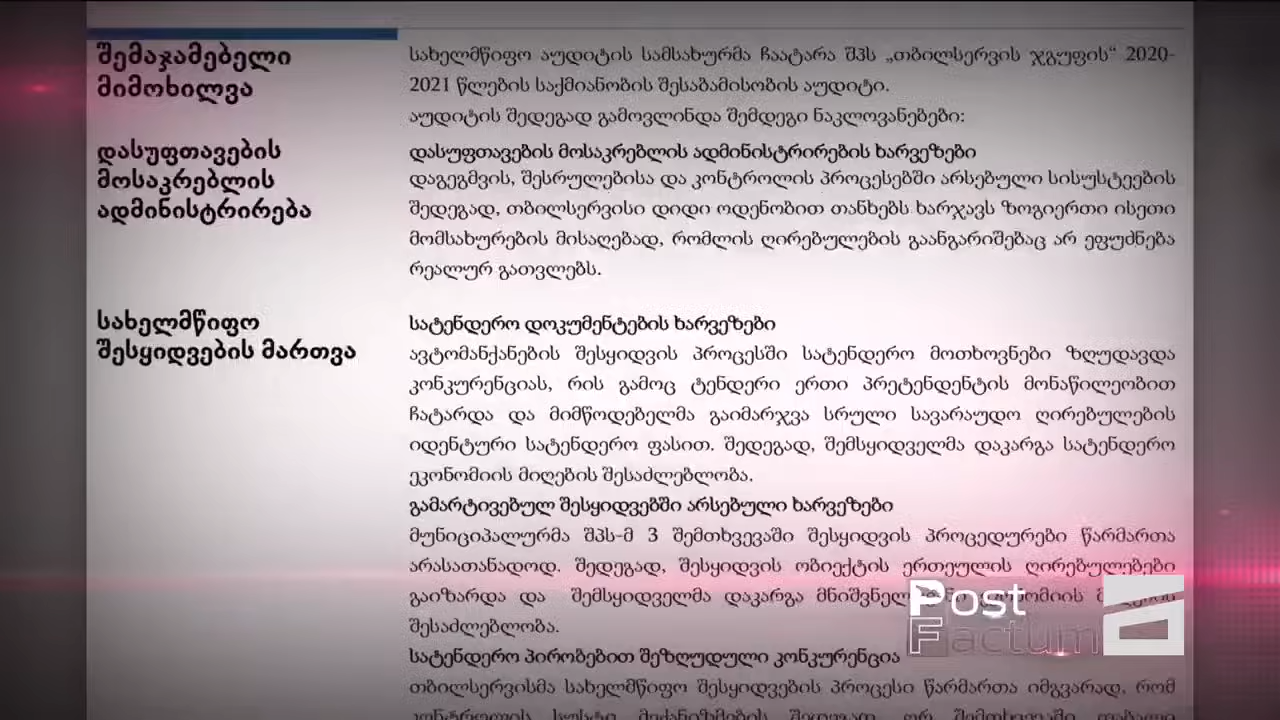 შემაჯამებელი
მიმოხილვა
სახელმწიფო აუდიტის სამსახურმა ჩაატარა შპს „თბილსერვის ჯგუფის“ 2020-
2021 წლების საქმიანობის შესაბამისობის აუდიტი.
აუდიტის შედეგად გამოვლინდა შემდეგი ნაკლოვანებები:
დასუფთავების
მოსაკრებლის
ადმინისტრირება
დასუფთავების მოსაკრებლის ადმინისტრირების ხარვეზები
დაგეგმვის, შესრულებისა და კონტროლის პროცესებში არსებული სისუსტეების
შედეგად, თბილსერვისი დიდი ოდენობით თანხებს ხარჯავს ზოგიერთი ისეთი
მომსახურების მისაღებად, რომლის ღირებულების გაანგარიშებაც არ ეფუძნება
რეალურ გათვლებს.
სახელმწიფო
შესყიდვების მართვა
სატენდერო დოკუმენტების ხარვეზები
ავტომანქანების შესყიდვის პროცესში სატენდერო მოთხოვნები ზღუდავდა
კონკურენციას, რის გამოც ტენდერი ერთი პრეტენდენტის მონაწილეობით
ჩატარდა და მიმწოდებელმა გაიმარჯვა სრული სავარაუდო ღირებულების
იდენტური სატენდერო ფასით. შედეგად, შემსყიდველმა დაკარგა სატენდერო
ეკონომიის მიღების შესაძლებლობა.
გამარტივებულ შესყიდვებში არსებული ხარვეზები
მუნიციპალურმა შპს-მ 3 შემთხვევაში შესყიდვის პროცედურები წარმართა
არასათანადოდ. შედეგად, შესყიდვის ობიექტის ერთეულის ღირებულებები
გაიზარდა და შემსყიდველმა დაკარგა
შესაძლებლობა.
სატენდერო პირობებით შეზღუდული კონკურენცია
თბილსერვისმა სახელმწიფო შესყიდვების პროცესი წარმართა იმგვარად, რომ
Post
Factum